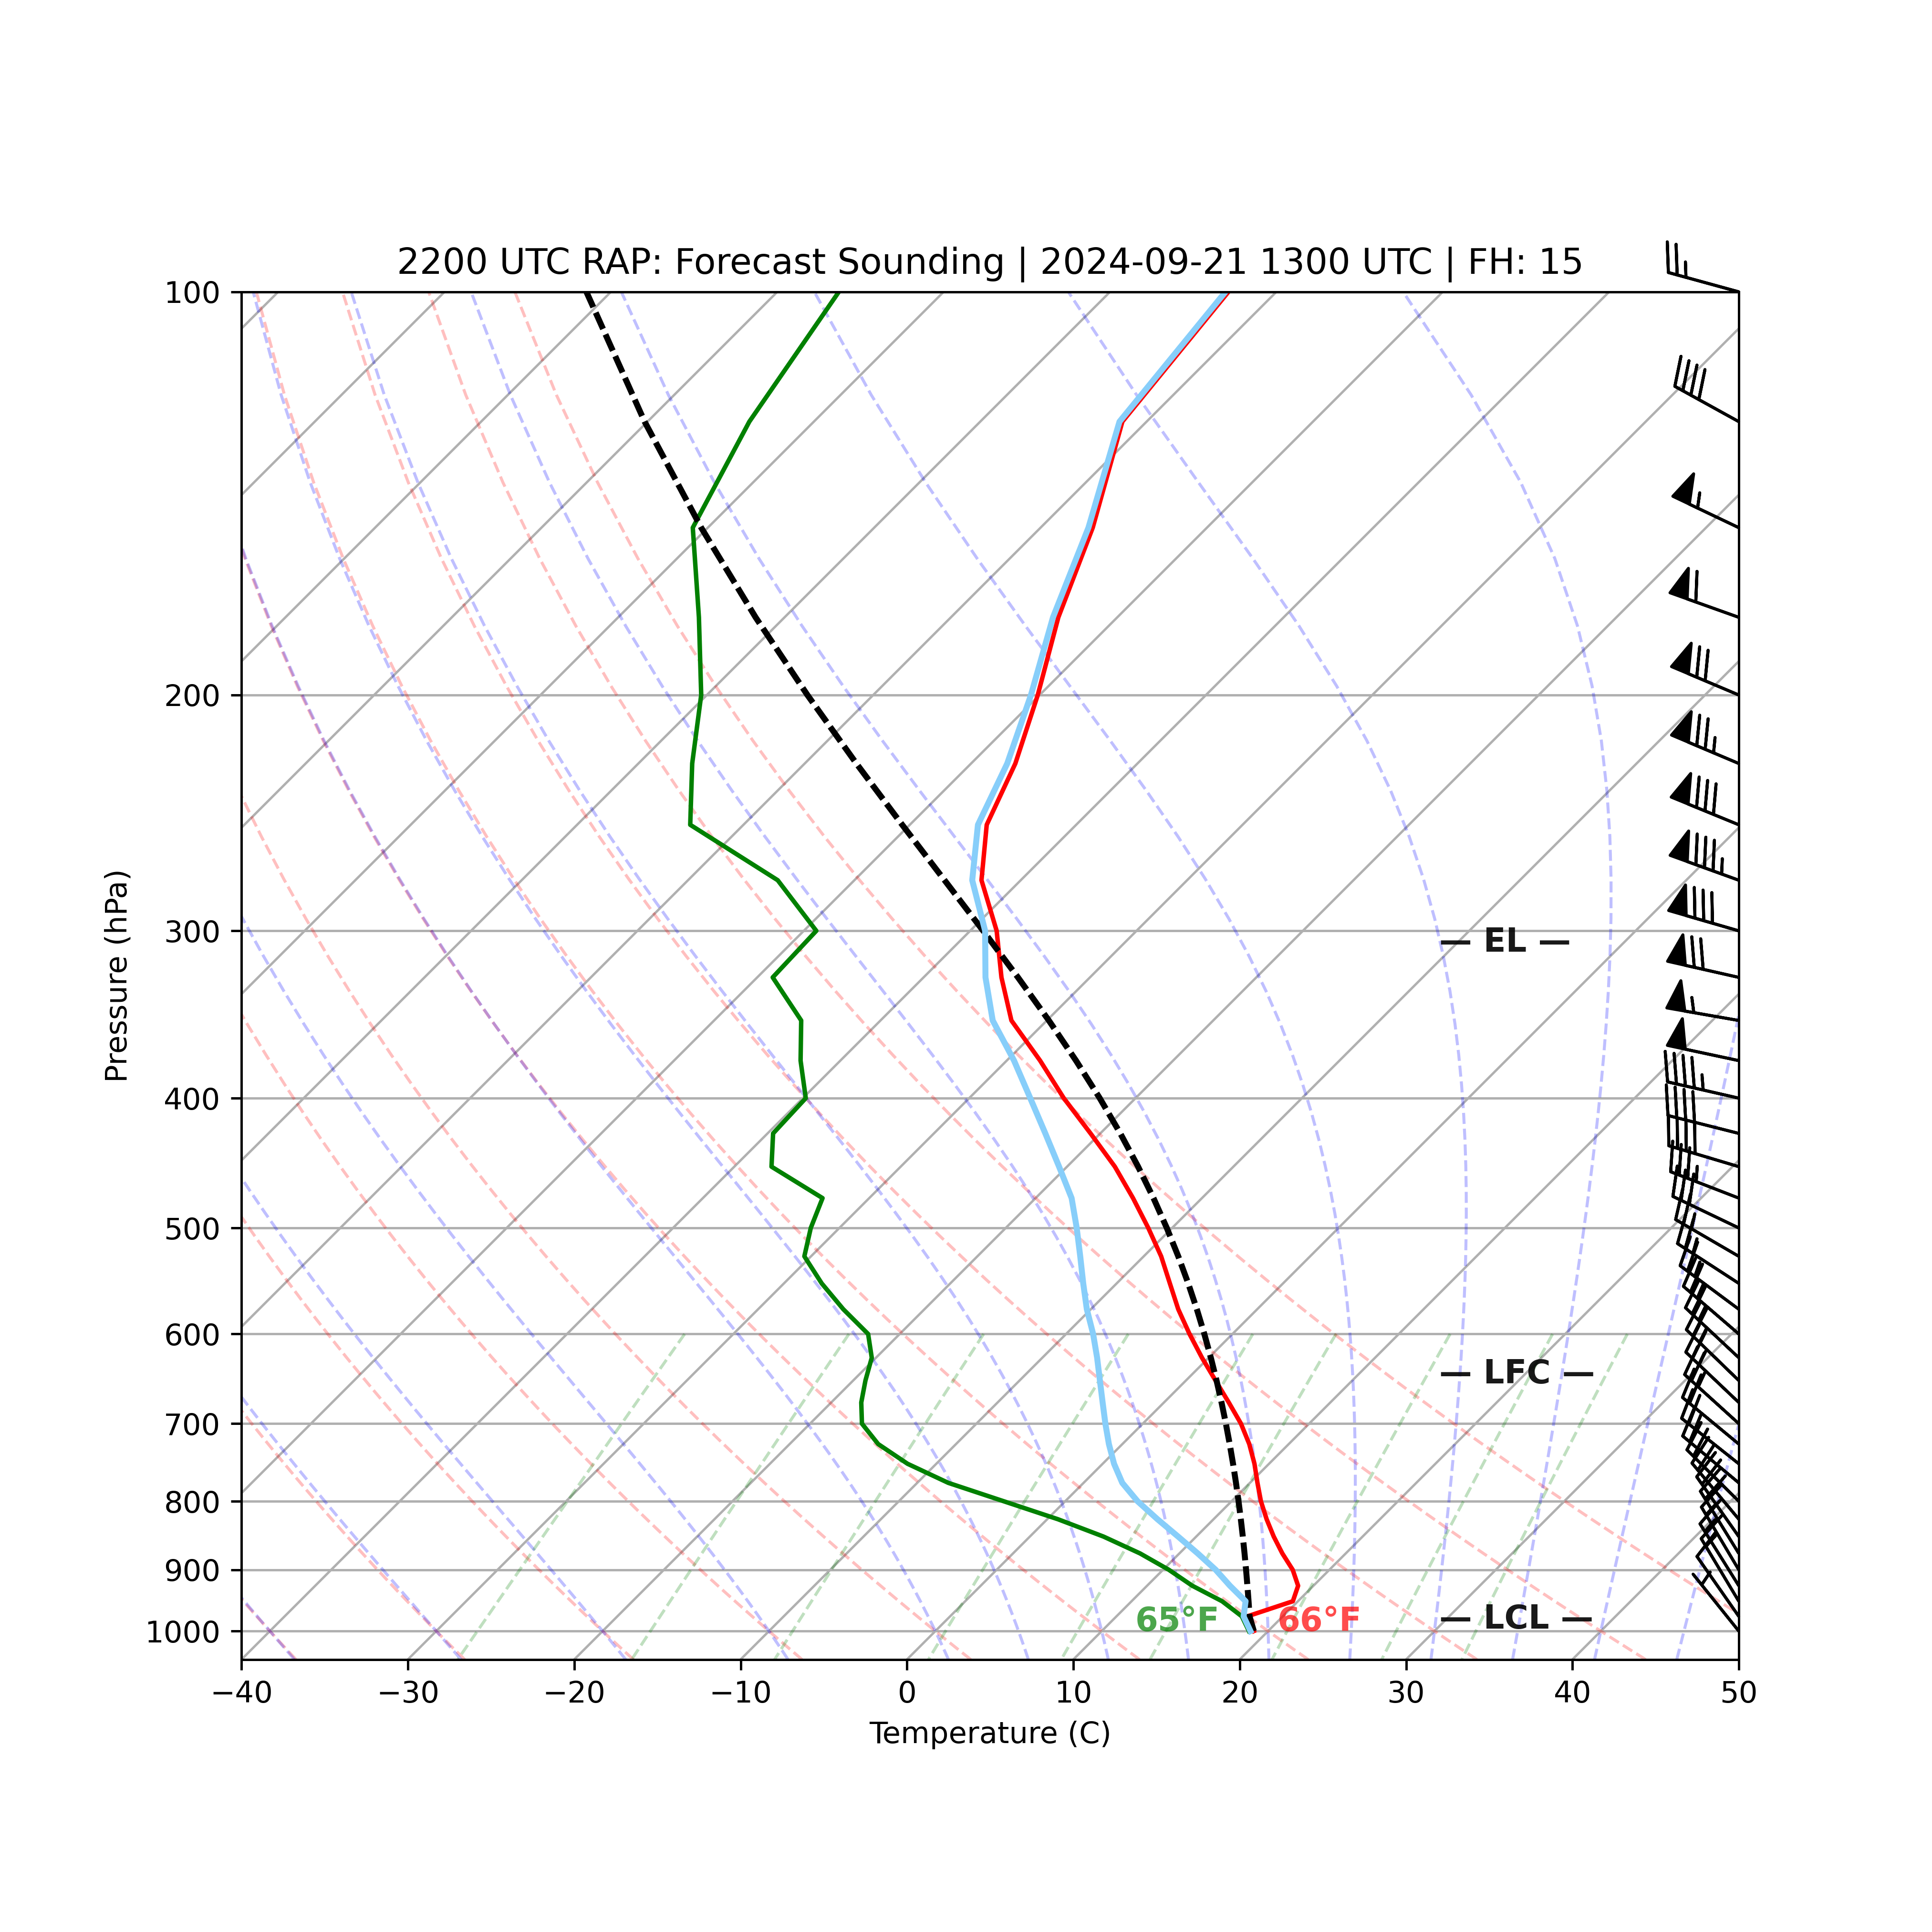 2200 UTC RAP: Forecast Sounding | 2024-09-21 1300 UTC | FH: 15
100
200
300
400
500
600
700
800
900
1000
Pressure (hPa)
— EL —
— LFC —
— LCL —
65°F
66°F
−40 −30 −20 −10 0 10 20 30 40 50
Temperature (C)